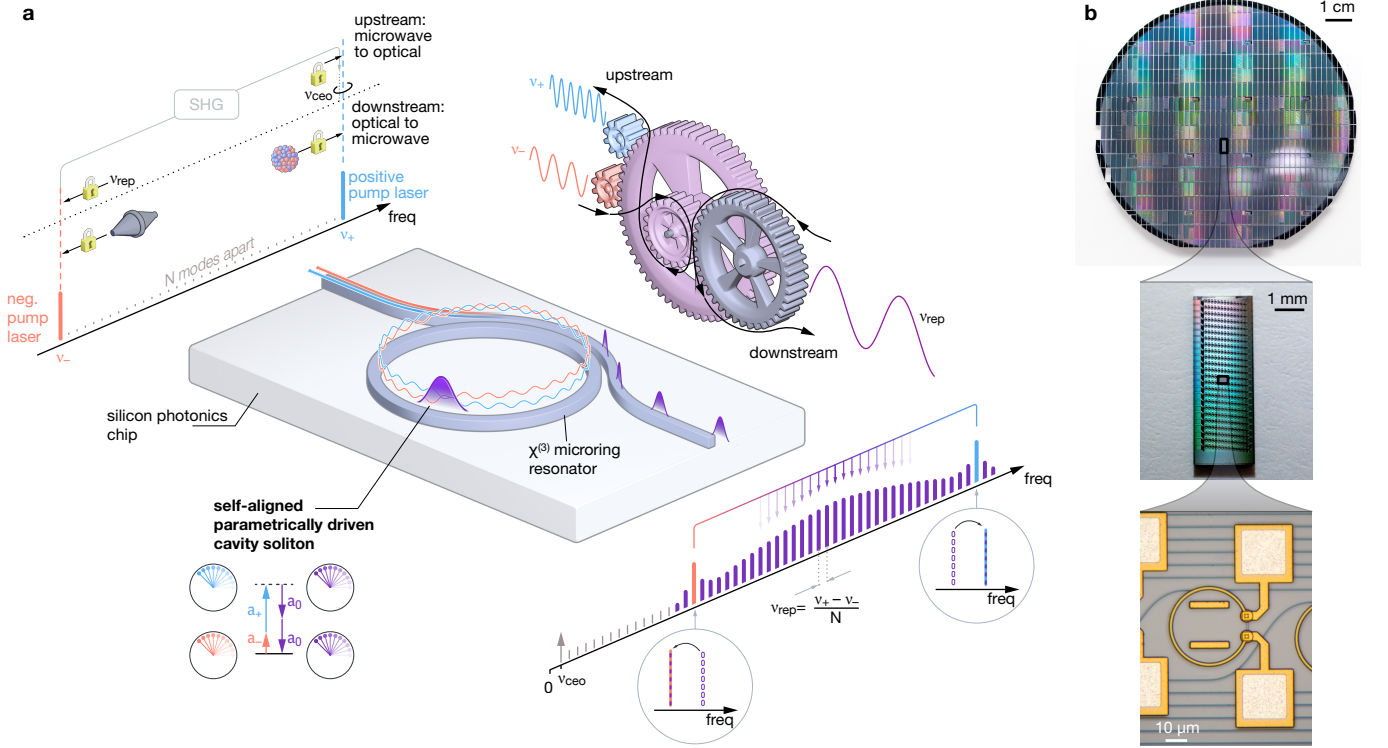 a
upstream:
microwave
to optical
SHG
νceo
downstream:
optical to
microwave
νrep
positive
pump laser
freq
ν+
N modes apart
neg.
pump
laser
ν−
upstream
ν+
ν−
νrep
downstream
silicon photonics
chip
χ(3) microring
resonator
self-aligned
parametrically driven
cavity soliton
a+
a0
a−
a0
freq
freq
νrep= ν+ − ν−
N
freq
0
νceo
b
1 cm
1 mm
10 µm